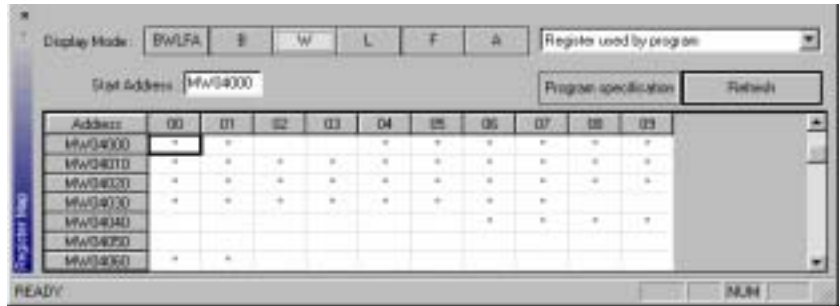 Display Mode: BWLFA B W L F A Register used by program
Start Address: MW04000 Program specification Refresh
Address 00 01 02 03 04 05 06 07 08 09
MW04000 * * * * * * * *
MW04010 * * * * * * * * * *
MW04020 * * * * * * * * * *
MW04030 * * * * * * * *
MW04040 * * * *
MW04050
MW04060 * *
Register Map
READY NUM